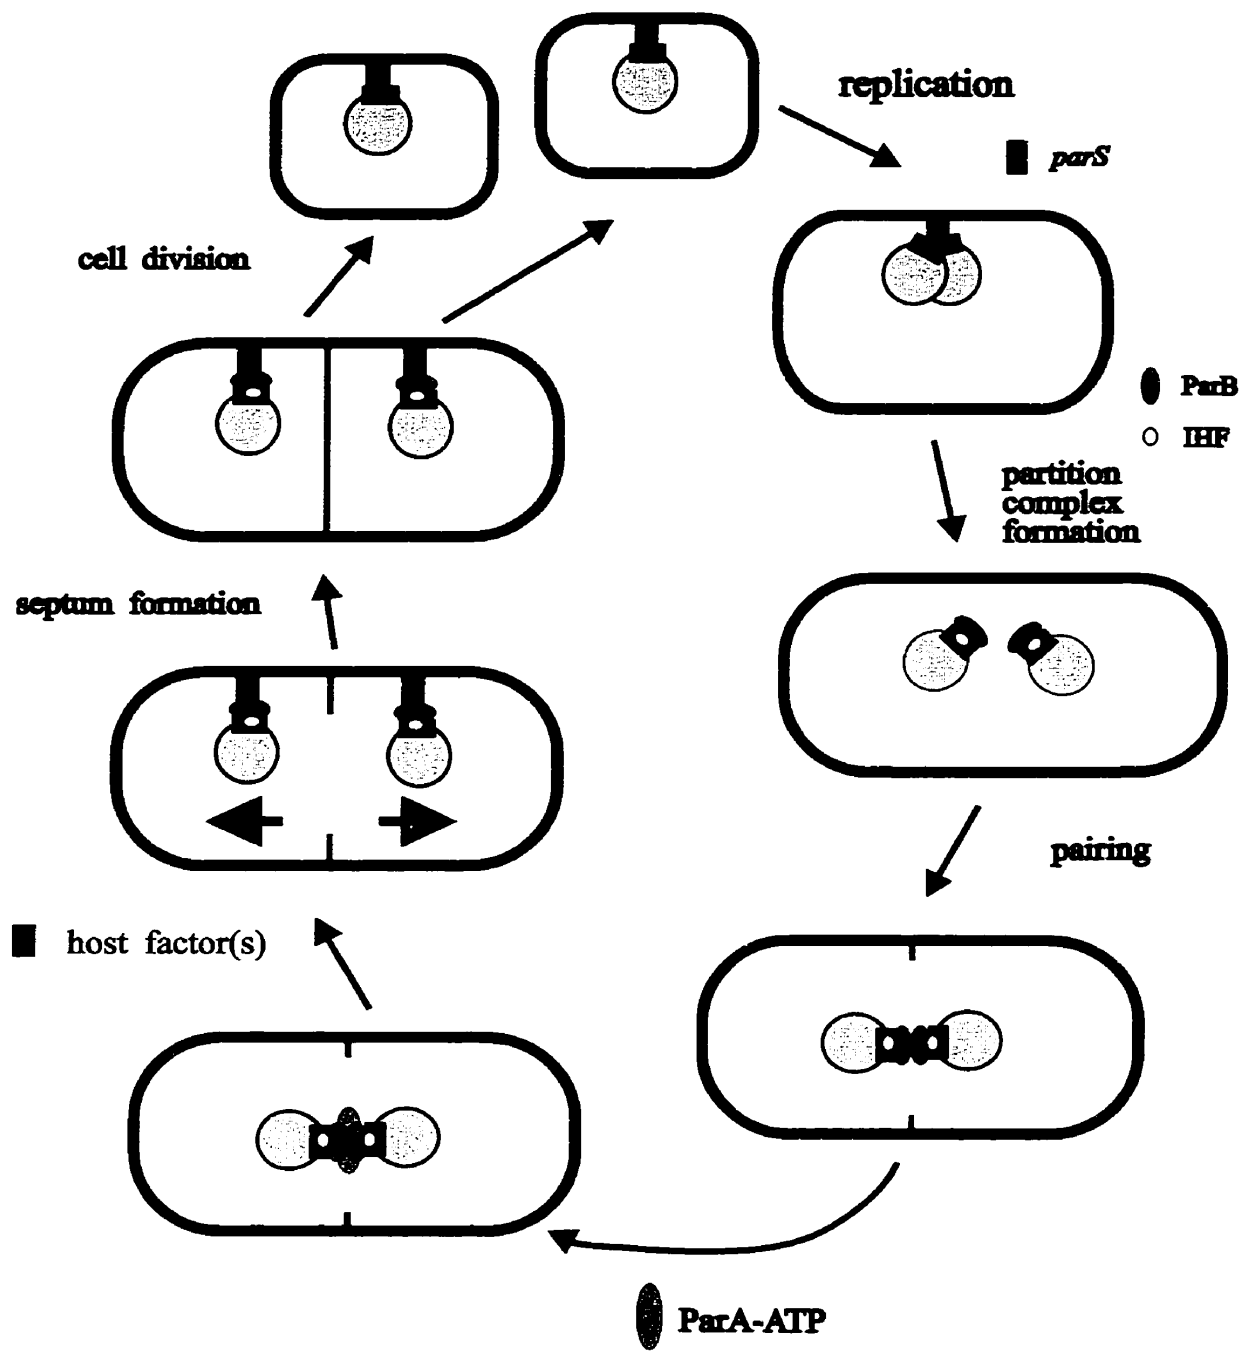 replication
parS
cell division
ParB
IHF
partition
complex
formation
septum formation
pairing
host factor(s)
ParA-ATP